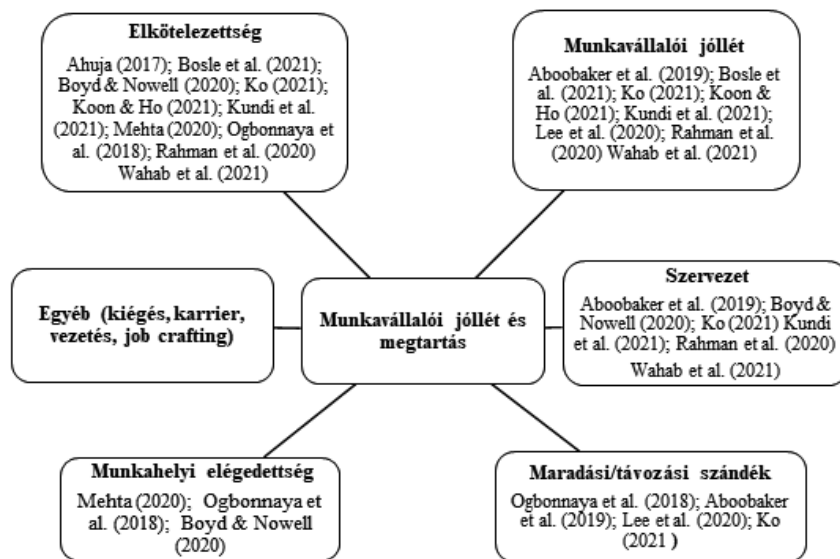 Elkötelezettség
Ahuja (2017); Bosle et al. (2021);
Boyd & Nowell (2020); Ko (2021);
Koon & Ho (2021); Kundi et al.
(2021); Mehta (2020); Ogbonnaya et
al. (2018); Rahman et al. (2020)
Wahab et al. (2021)
Munkavállalói jóllét
Aboobaker et al. (2019); Bosle et
al. (2021); Ko (2021); Koon &
Ho (2021); Kundi et al. (2021);
Lee et al. (2020); Rahman et al.
(2020) Wahab et al. (2021)
Egyéb (kiégés, karrier,
vezetés, job crafting)
Munkavállalói jóllét és
megtartás
Szervezet
Aboobaker et al. (2019); Boyd &
Nowell (2020); Ko (2021) Kundi
et al. (2021); Rahman et al. (2020)
Wahab et al. (2021)
Munkahelyi elégedettség
Mehta (2020); Ogbonnaya et
al. (2018); Boyd & Nowell
(2020)
Maradási/távozási szándék
Ogbonnaya et al. (2018); Aboobaker
et al. (2019); Lee et al. (2020); Ko
(2021 )